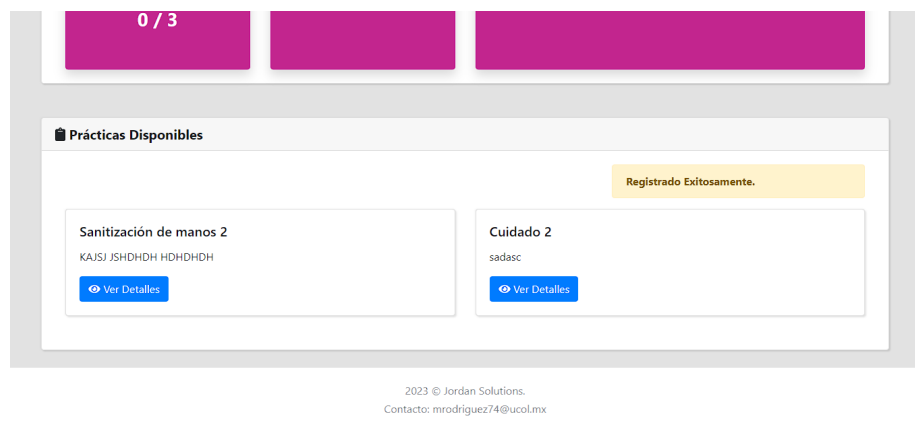 0 / 3
Prácticas Disponibles
Registrado Exitosamente.
Sanitización de manos 2
KAJSJ JSHDHDH HDHDHDH
Ver Detalles
Cuidado 2
sadasc
Ver Detalles
2023 © Jordan Solutions.
Contacto: mrodriguez74@ucol.mx